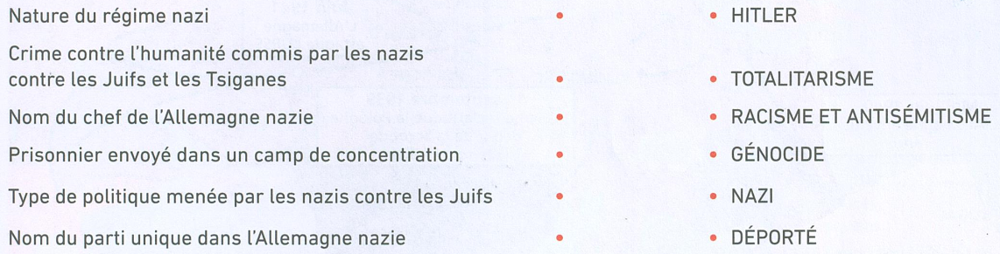 Nature du régime nazi • • HITLER
Crime contre l'humanité commis par les nazis
contre les Juifs et les Tsiganes • • TOTALITARISME
Nom du chef de l'Allemagne nazie • • RACISME ET ANTISÉMITISME
Prisonnier envoyé dans un camp de concentration • • GÉNOCIDE
Type de politique menée par les nazis contre les Juifs • • NAZI
Nom du parti unique dans l'Allemagne nazie • • DÉPORTÉ